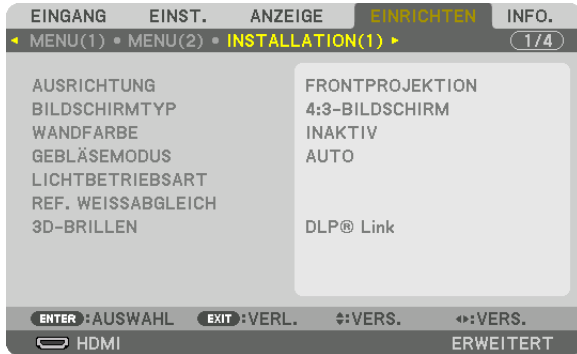 EINGANG EINST. ANZEIGE EINRICHTEN INFO.
MENU(1) • MENU(2) • INSTALLATION(1) 1/4
AUSRICHTUNG FRONTPROJEKTION
BILDSCHIRMTYP 4:3-BILDSCHIRM
WANDFARBE INAKTIV
GEBLÄSEMODUS AUTO
LICHTBETRIEBSART
REF. WEISSABGLEICH
3D-BRILLEN DLP® Link
ENTER :AUSWAHL EXIT :VERL. :VERS. :VERS.
HDMI ERWEITERT